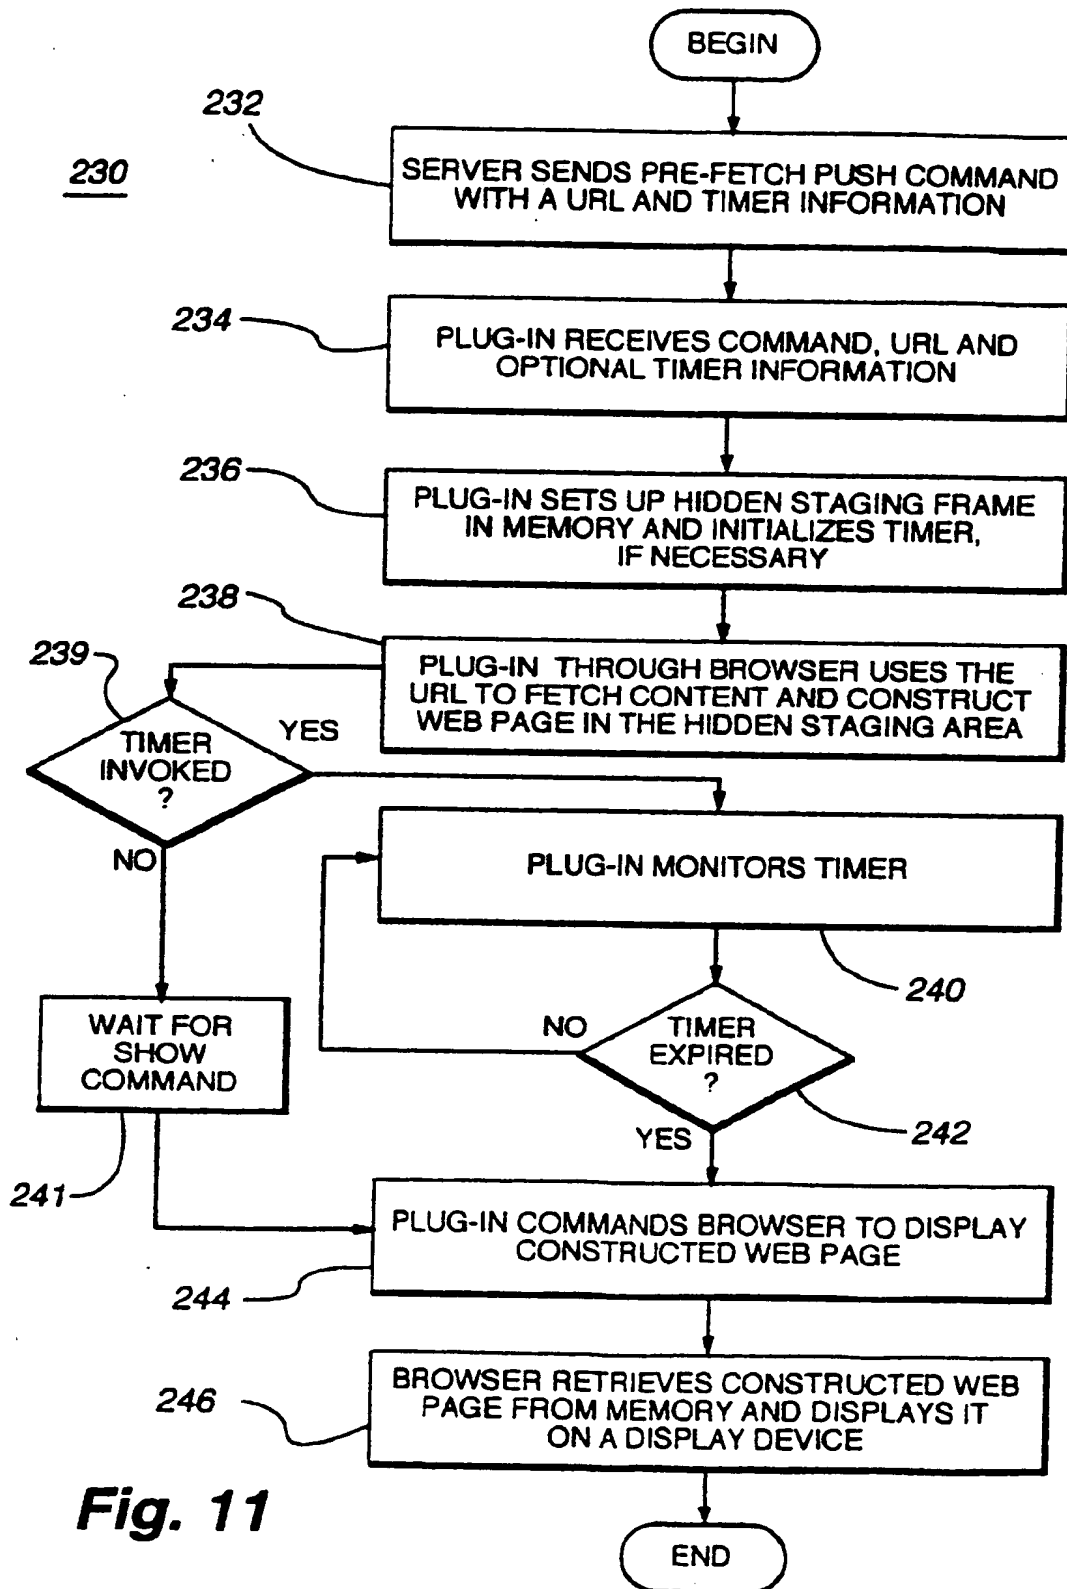 BEGIN
232
230
SERVER SENDS PRE-FETCH PUSH COMMAND
WITH A URL AND TIMER INFORMATION
234
PLUG-IN RECEIVES COMMAND, URL AND
OPTIONAL TIMER INFORMATION
236
PLUG-IN SETS UP HIDDEN STAGING FRAME
IN MEMORY AND INITIALIZES TIMER,
IF NECESSARY
238
239
PLUG-IN THROUGH BROWSER USES THE
URL TO FETCH CONTENT AND CONSTRUCT
WEB PAGE IN THE HIDDEN STAGING AREA
TIMER
INVOKED
?
YES
NO
PLUG-IN MONITORS TIMER
240
WAIT FOR
SHOW
COMMAND
NO
TIMER
EXPIRED
?
YES
242
241
PLUG-IN COMMANDS BROWSER TO DISPLAY
CONSTRUCTED WEB PAGE
244
BROWSER RETRIEVES CONSTRUCTED WEB
PAGE FROM MEMORY AND DISPLAYS IT
ON A DISPLAY DEVICE
246
Fig. 11
END